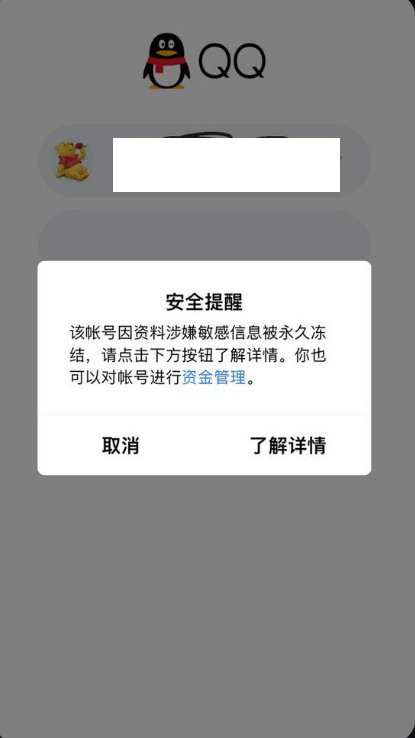 QQ
安全提醒
该帐号因资料涉嫌敏感信息被永久冻
结，请点击下方按钮了解详情。你也
可以对帐号进行资金管理。
取消
了解详情